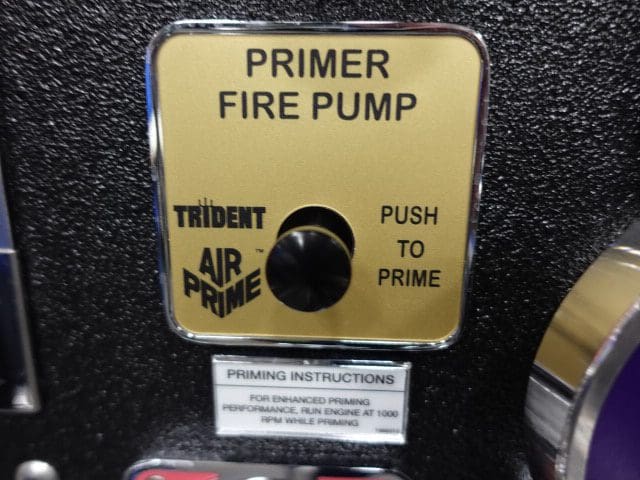 PRIMER
FIRE PUMP
TRIDENT
AIR
PRIME
™
PUSH
TO
PRIME
PRIMING INSTRUCTIONS
FOR ENHANCED PRIMING
PERFORMANCE, RUN ENGINE AT 1000
RPM WHILE PRIMING